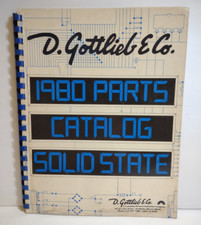 D. Gottlieb & Co.
1980 PARTS
CATALOG
SOLID STATE
D. Gottlieb & Co.